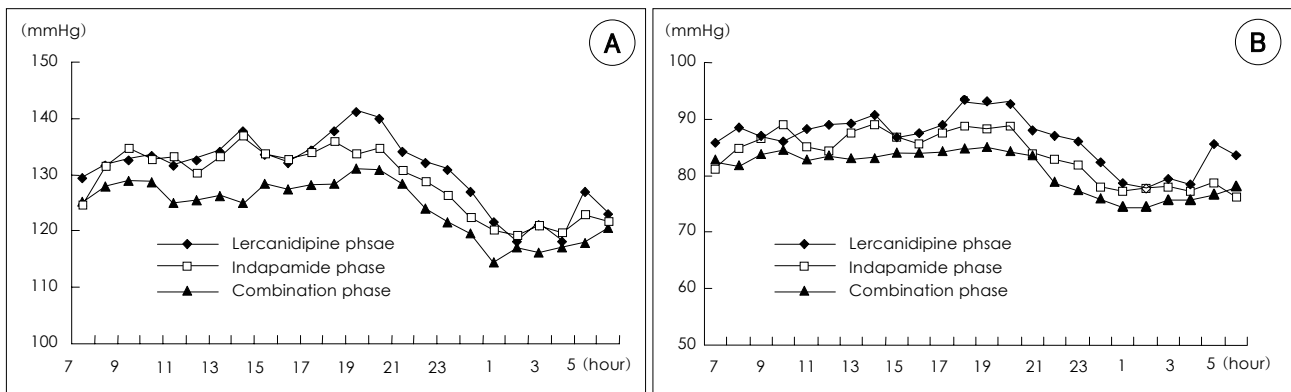 (mmHg)
A
150
140
130
120
110
100
Lercanidipine phsae
Indapamide phase
Combination phase
7 9 11 13 15 17 19 21 23 1 3 5 (hour)
(mmHg)
B
100
90
80
70
60
50
Lercanidipine phsae
Indapamide phase
Combination phase
7 9 11 13 15 17 19 21 23 1 3 5 (hour)